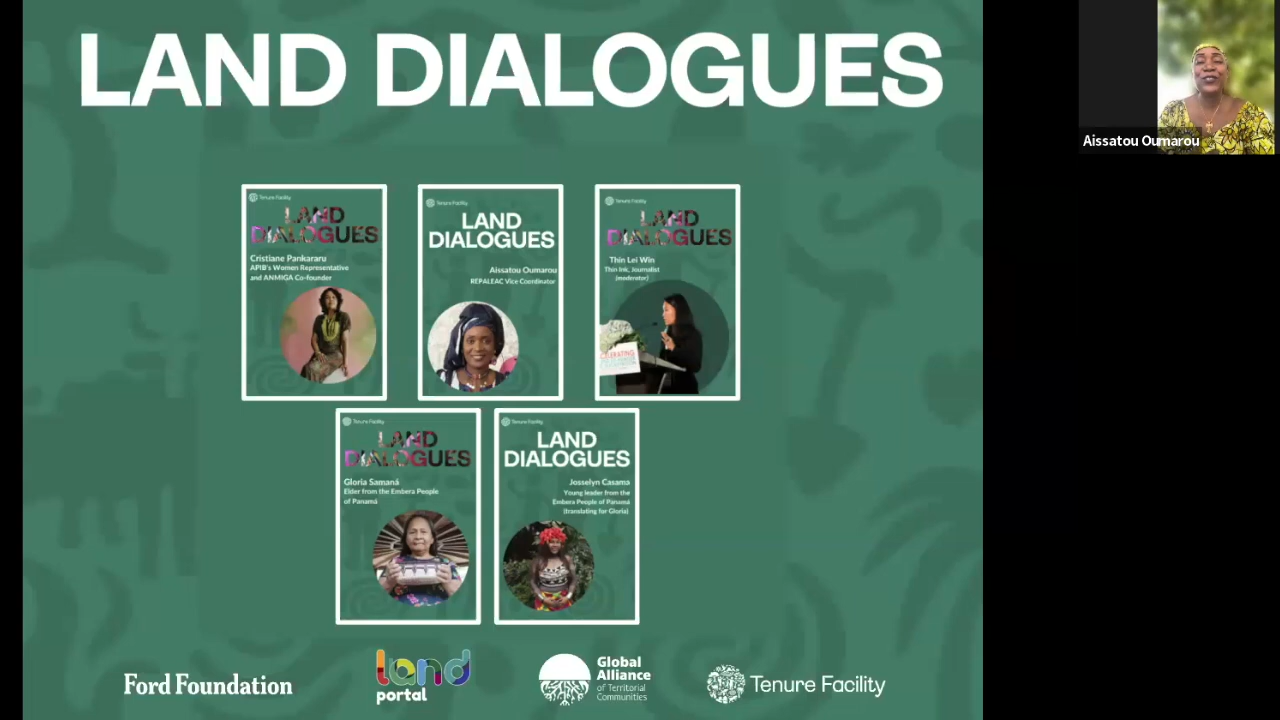 LAND DIALOGUES
Aissatou Oumarou
Tenure Facility
LAND
DIALOGUES
Cristiane Pankararu
APIB's Women Representative
and ANMIGA Co-founder
Tenure Facility
LAND
DIALOGUES
Aissatou Oumarou
REPALEAC Vice Coordinator
Tenure Facility
LAND
DIALOGUES
Thin Lei Win
Thin Ink, Journalist
(moderator)
CELEBRATING
Tenure Facility
LAND
DIALOGUES
Gloria Samaná
Elder from the Embera People
of Panamá
Tenure Facility
LAND
DIALOGUES
Josselyn Casama
Young leader from the
Embera People of Panamá
(translating for Gloria)
Ford Foundation
land
portal
Global
Alliance
of Territorial
Communities
Tenure Facility